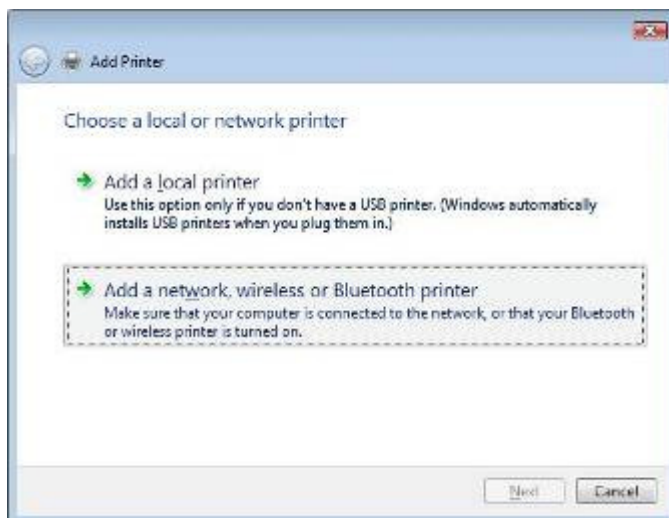 Add Printer
Choose a local or network printer
Add a local printer
Use this option only if you don't have a USB printer. (Windows automatically
installs USB printers when you plug them in.)
Add a network, wireless or Bluetooth printer
Make sure that your computer is connected to the network, or that your Bluetooth
or wireless printer is turned on.
Next
Cancel